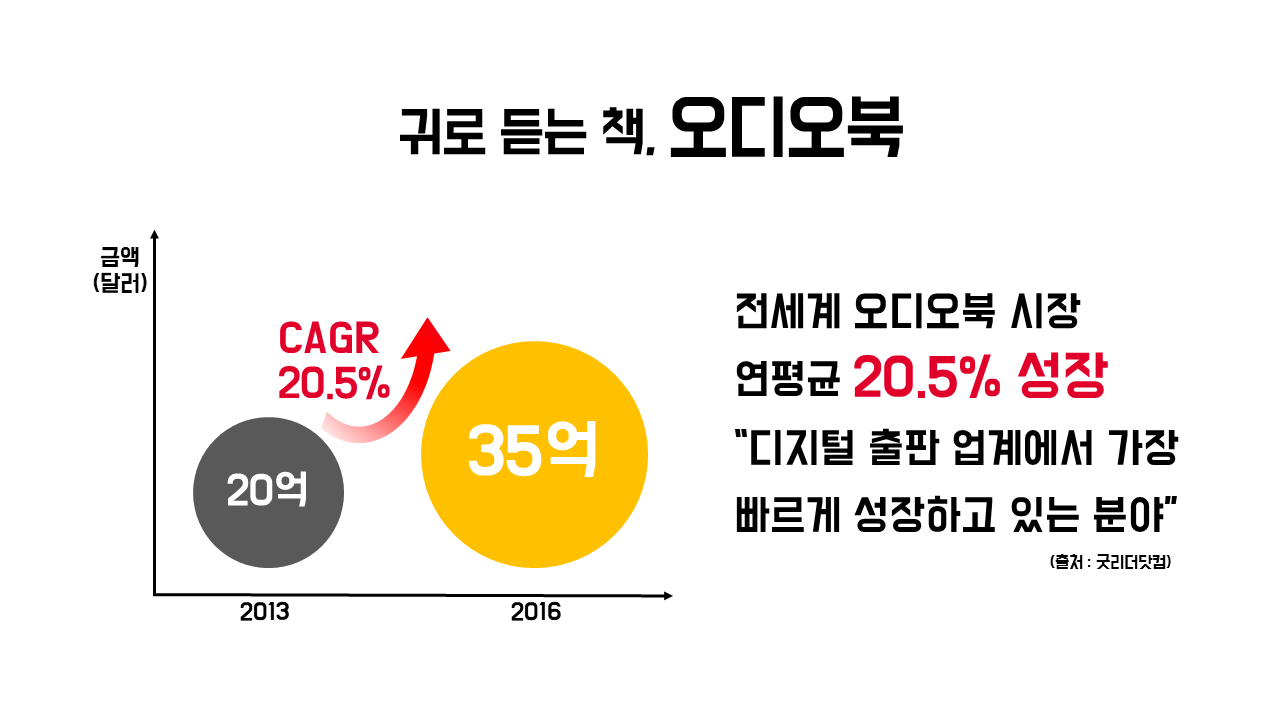 귀로 듣는 책, 오디오북
금액
(달러)
CAGR
20.5%
20억
35억
2013
2016
전세계 오디오북 시장
연평균 20.5% 성장
“디지털 출판 업계에서 가장
빠르게 성장하고 있는 분야”
(출처 : 굿리더닷컴)